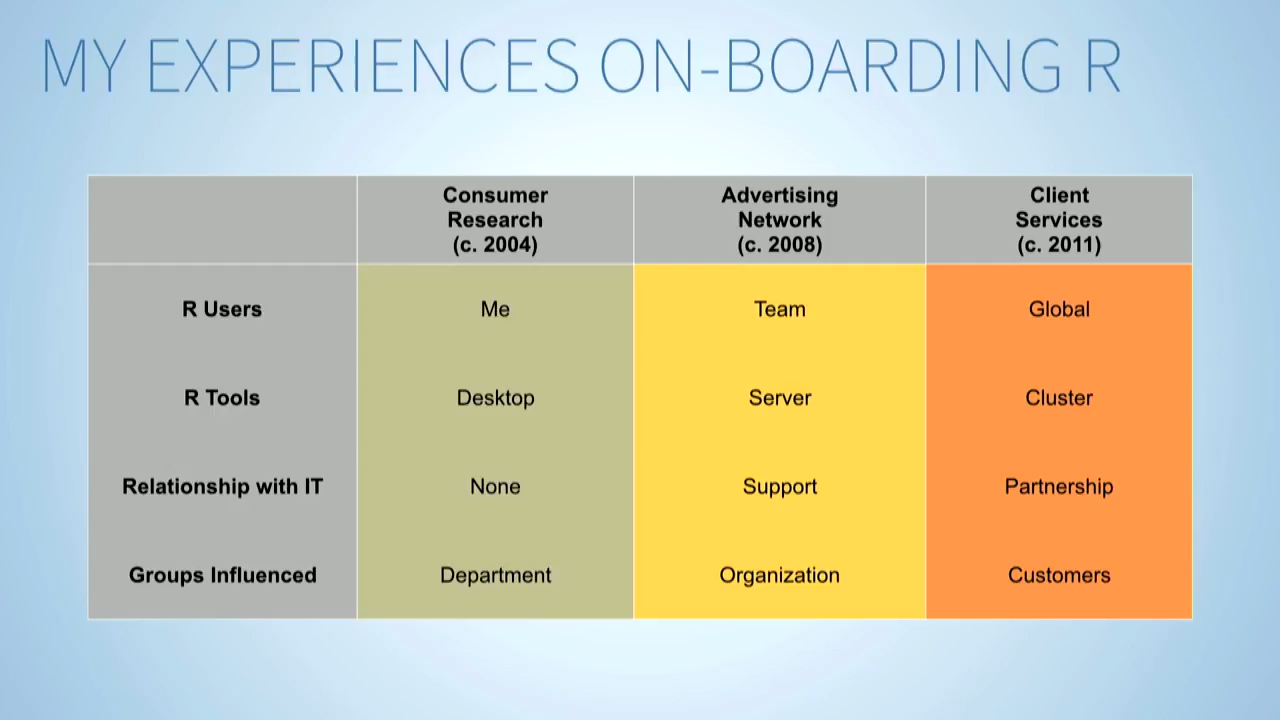 MY EXPERIENCES ON-BOARDING R
Consumer
Research
(c. 2004)
Advertising
Network
(c. 2008)
Client
Services
(c. 2011)
R Users
Me
Team
Global
R Tools
Desktop
Server
Cluster
Relationship with IT
None
Support
Partnership
Groups Influenced
Department
Organization
Customers